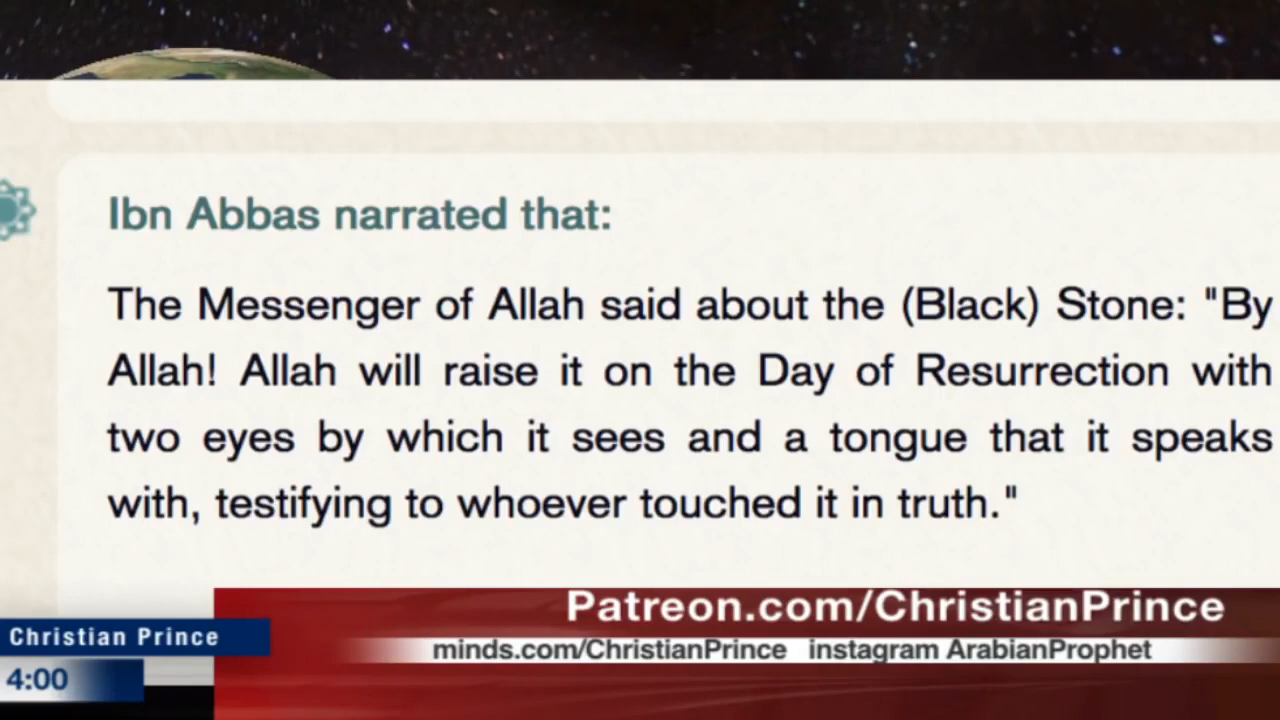 Ibn Abbas narrated that:
The Messenger of Allah said about the (Black) Stone: "By
Allah! Allah will raise it on the Day of Resurrection with
two eyes by which it sees and a tongue that it speaks
with, testifying to whoever touched it in truth."
Patreon.com/ChristianPrince
Christian Prince
minds.com/ChristianPrince instagram ArabianProphet
4:00